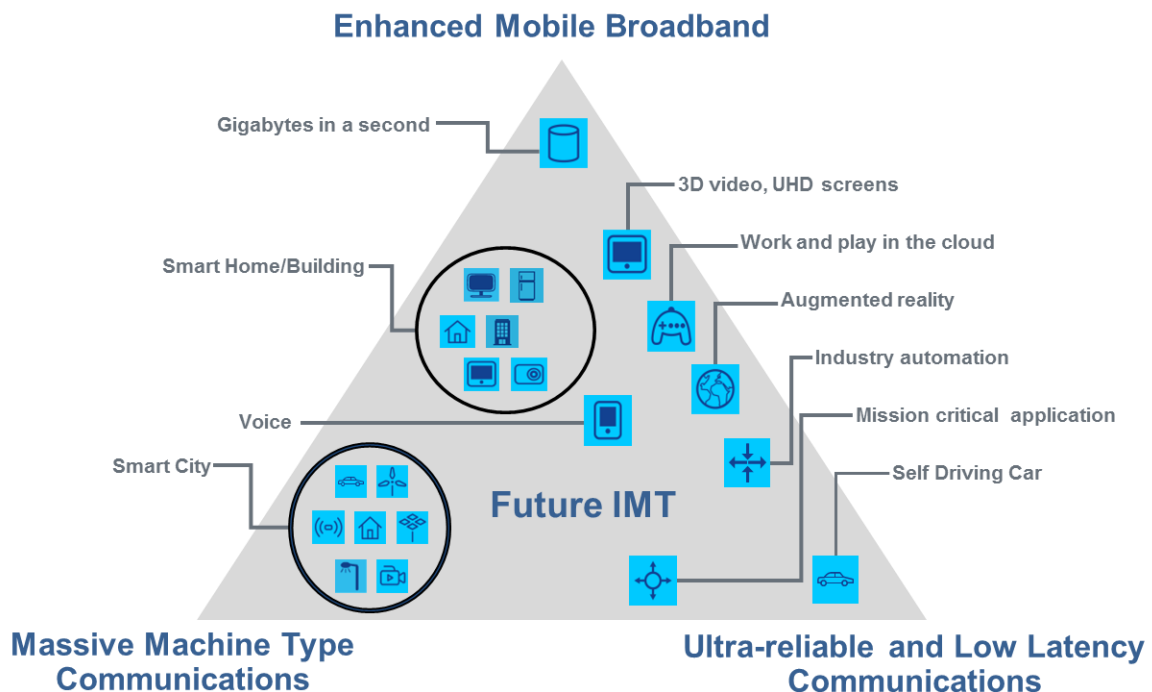 Enhanced Mobile Broadband
Gigabytes in a second
3D video, UHD screens
Work and play in the cloud
Smart Home/Building
Augmented reality
Industry automation
Mission critical application
Voice
Smart City
Self Driving Car
Future IMT
Massive Machine Type
Communications
Ultra-reliable and Low Latency
Communications